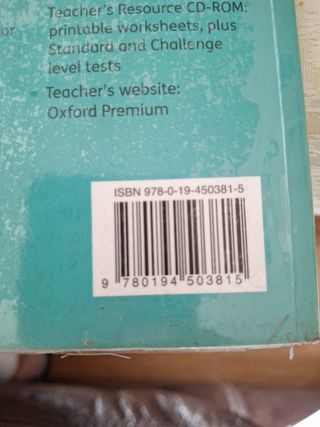 Teacher's Resource CD-ROM:
or
printable worksheets, plus
Standard and Challenge
level tests
Teacher's website:
Oxford Premium
ISBN 978-0-19-450381-5
9 780194 503815